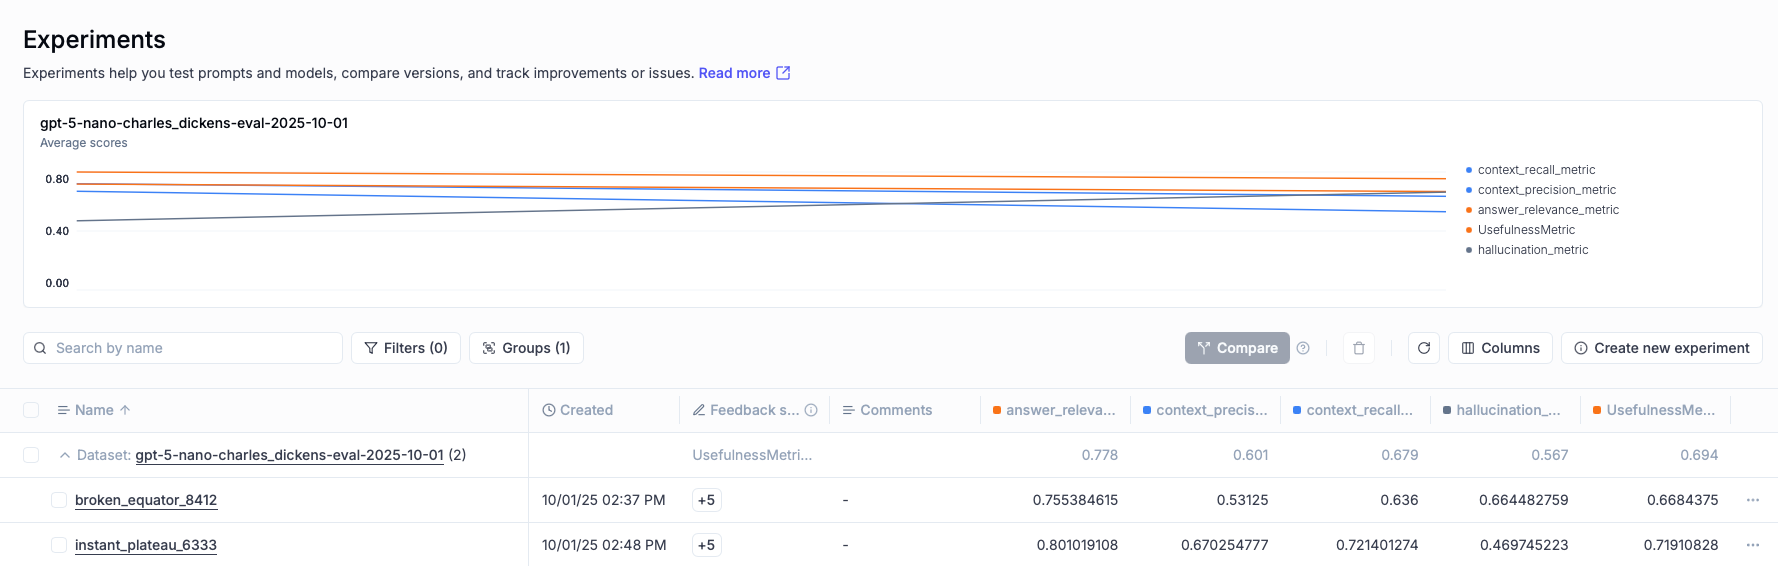 Experiments
Experiments help you test prompts and models, compare versions, and track improvements or issues. Read more
gpt-5-nano-charles_dickens-eval-2025-10-01
Average scores
0.80
0.40
0.00
context_recall_metric
context_precision_metric
answer_relevance_metric
UsefulnessMetric
hallucination_metric
Search by name Filters (0) Groups (1) Compare Columns Create new experiment
Name Created Feedback s... Comments answer_releva... context_precis... context_recall... hallucination_... UsefulnessMe...
Dataset: gpt-5-nano-charles_dickens-eval-2025-10-01 (2) UsefulnessMetri... 0.778 0.601 0.679 0.567 0.694
broken_equator_8412 10/01/25 02:37 PM +5 - 0.755384615 0.53125 0.636 0.664482759 0.6684375
instant_plateau_6333 10/01/25 02:48 PM +5 - 0.801019108 0.670254777 0.721401274 0.469745223 0.71910828